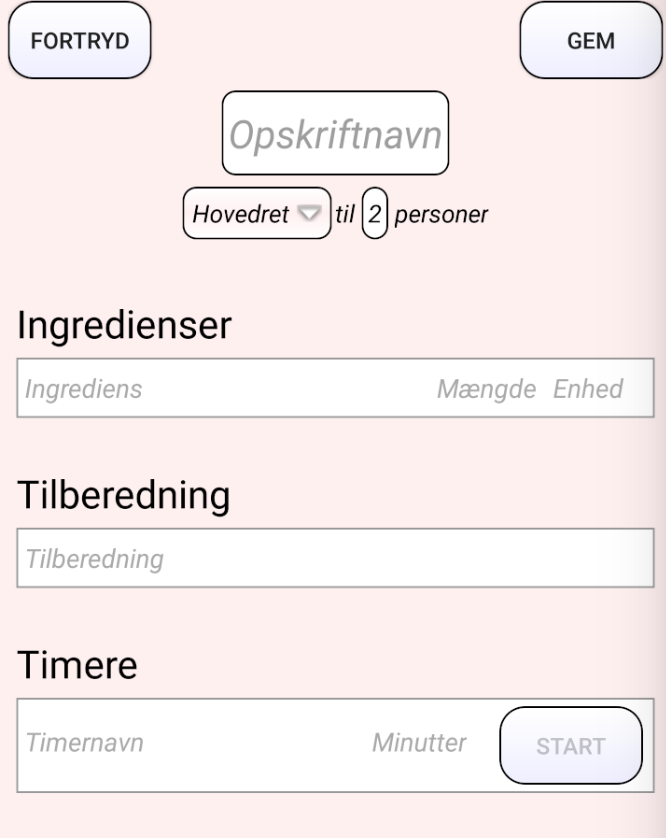 FORTRYD GEM
Opskriftnavn
Hovedret til 2 personer
Ingredienser
Ingrediens Mængde Enhed
Tilberedning
Tilberedning
Timere
Timernavn Minutter START